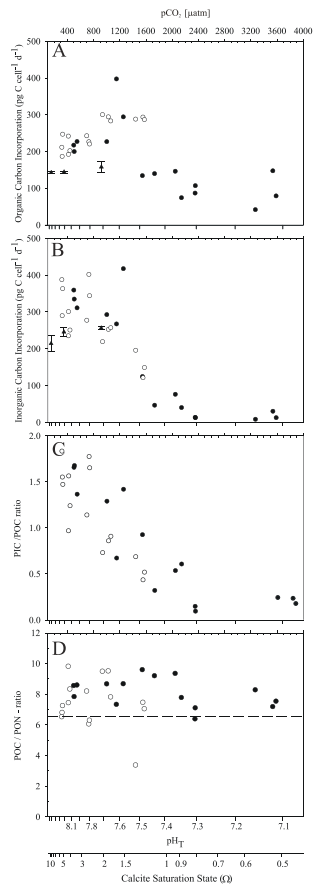 pCO2 [µatm]
400 800 1200 1600 2000 2400 2800 3200 3600 4000
A
500
400
300
200
100
0
Organic Carbon Incorporation (pg C cell-1 d-1)
B
500
400
300
200
100
0
Inorganic Carbon Incorporation (pg C cell-1 d-1)
C
2.0
1.5
1.0
0.5
0.0
PIC /POC ratio
D
12
10
8
6
4
2
0
POC / PON - ratio
8.1 7.8 7.6 7.5 7.4 7.3 7.2 7.1
pHT
10 5 3 2 1.5 1 0.9 0.7 0.6 0.5
Calcite Saturation State (Ω)